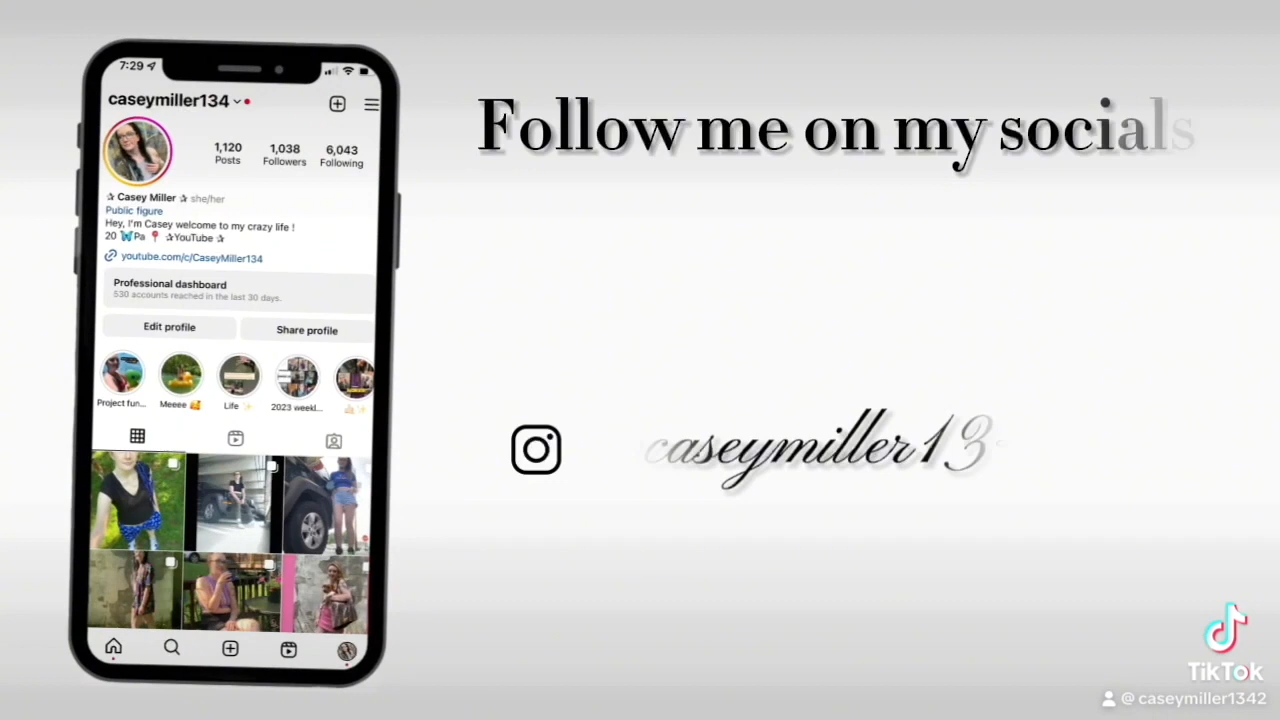 7:29
caseymiller134
1,120 1,038 6,043
Posts Followers Following
✰ Casey Miller ✰ she/her
Public figure
Hey, I'm Casey welcome to my crazy life !
20 🦋Pa 📍 ✰YouTube ✰
youtube.com/c/CaseyMiller134
Professional dashboard
530 accounts reached in the last 30 days.
Edit profile Share profile
Project fun... Meeee 🥰 Life ✨ 2023 weekl...
Follow me on my socials
caseymiller13
TikTok
@caseymiller1342